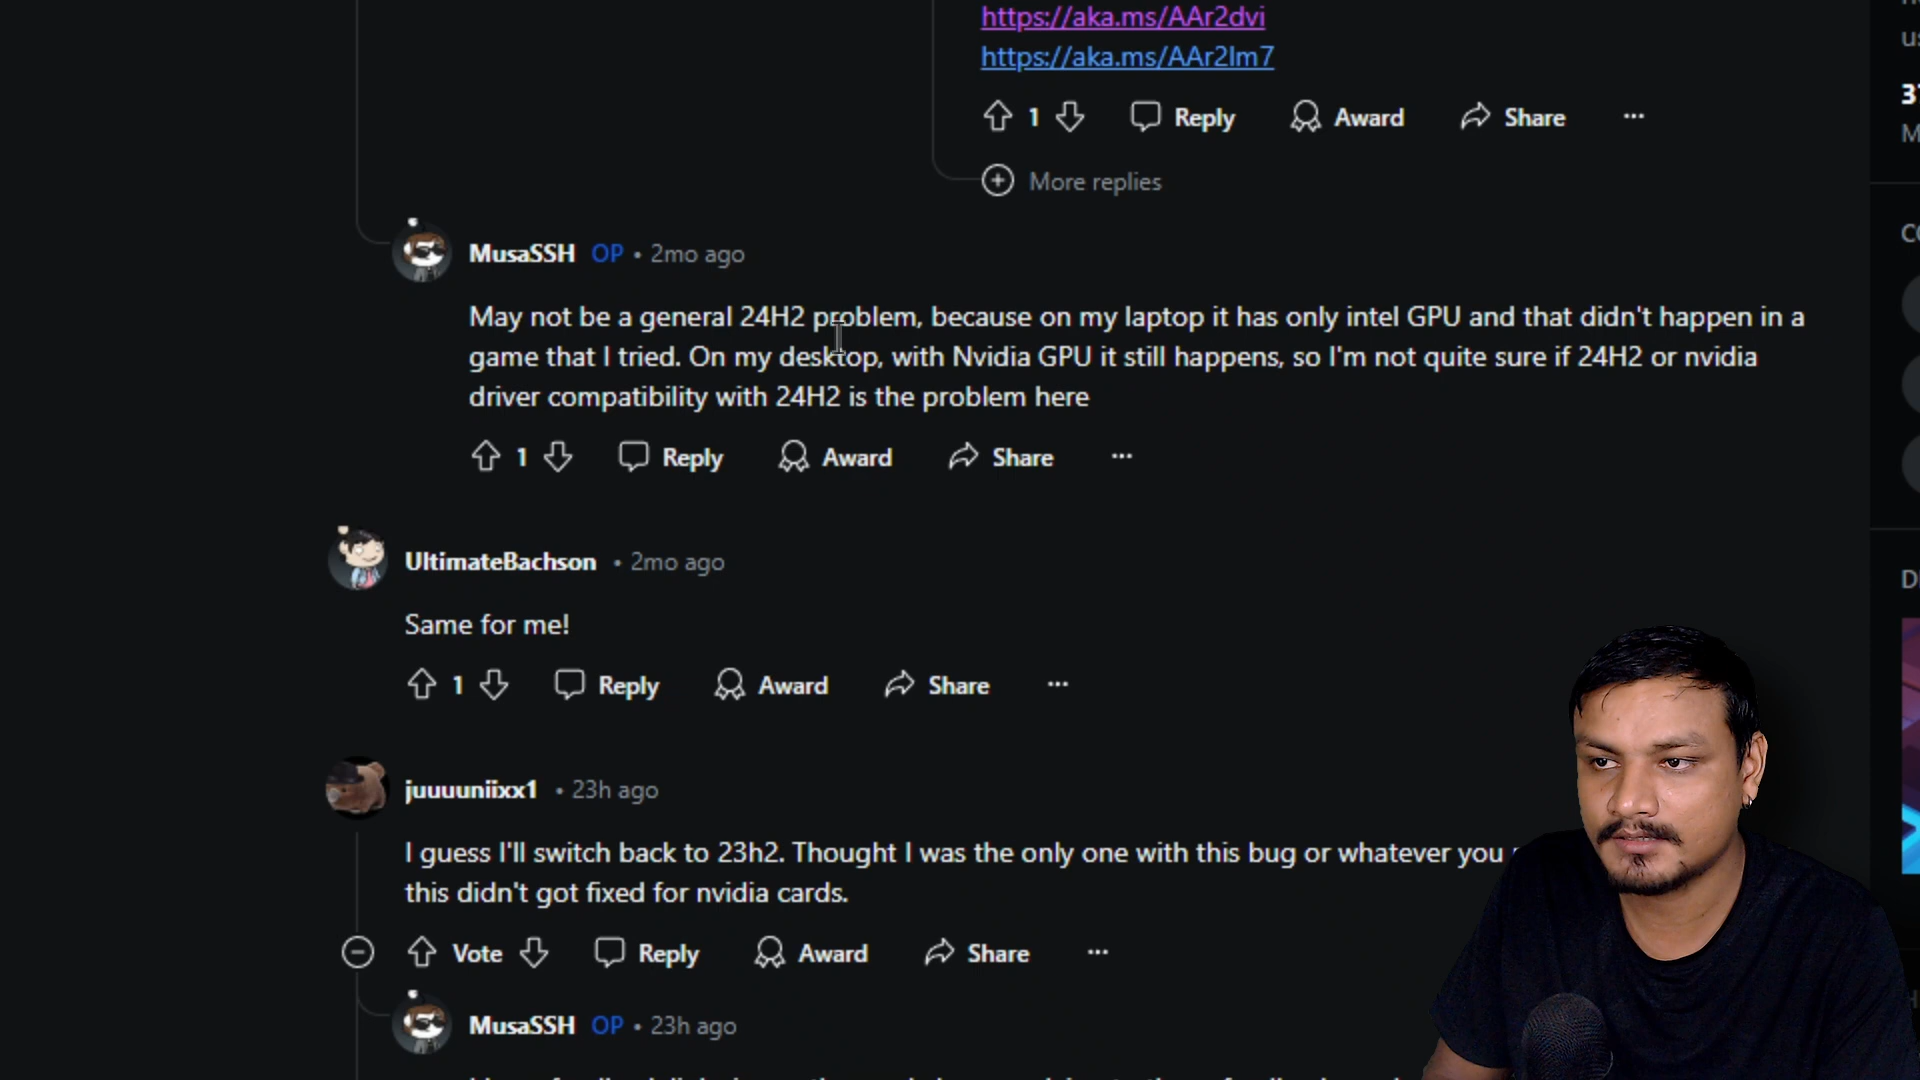 https://aka.ms/AAr2dvi
https://aka.ms/AAr2lm7
1 Reply Award Share
More replies
MusaSSH OP • 2mo ago
May not be a general 24H2 problem, because on my laptop it has only intel GPU and that didn't happen in a
game that I tried. On my desktop, with Nvidia GPU it still happens, so I'm not quite sure if 24H2 or nvidia
driver compatibility with 24H2 is the problem here
1 Reply Award Share
UltimateBachson • 2mo ago
Same for me!
1 Reply Award Share
juuuuniixx1 • 23h ago
I guess I'll switch back to 23h2. Thought I was the only one with this bug or whatever you
this didn't got fixed for nvidia cards.
Vote Reply Award Share
MusaSSH OP • 23h ago